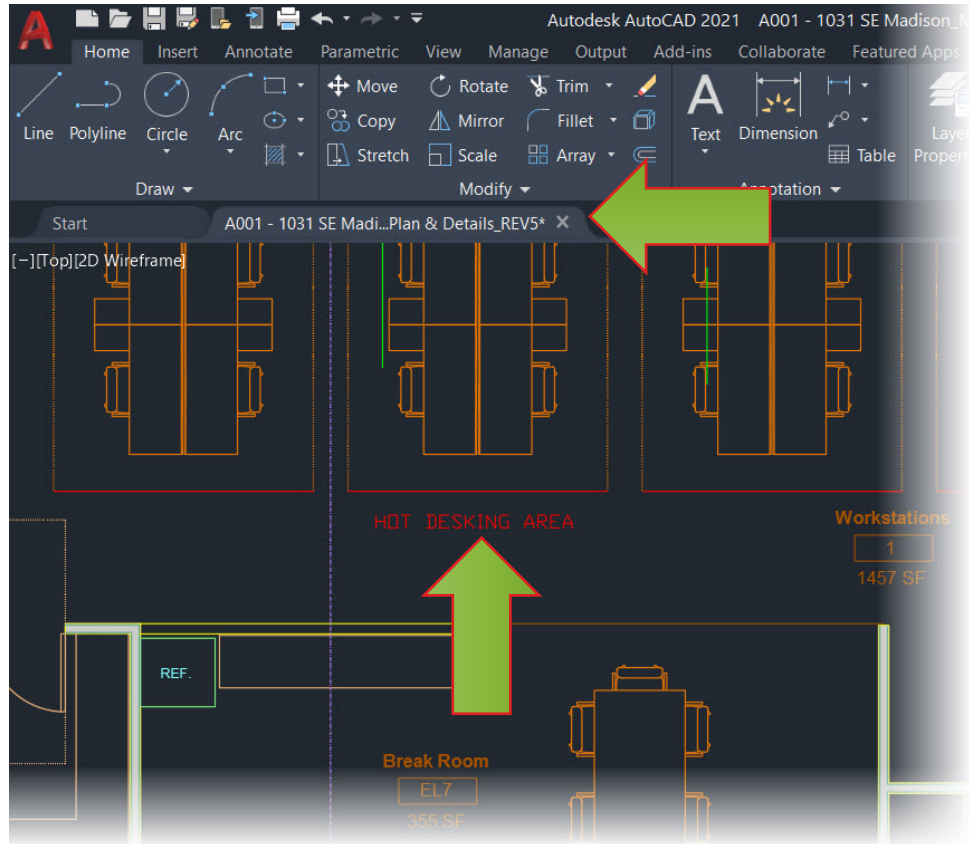 Autodesk AutoCAD 2021 A001 - 1031 SE Madison_
Home Insert Annotate Parametric View Manage Output Add-ins Collaborate Featured Apps
Move Rotate Trim
Copy Mirror Fillet
Line Polyline Circle Arc Text Dimension
Stretch Scale Array Table
Draw Modify Annotation
Start A001 - 1031 SE Madi...Plan & Details_REV5*
[−][Top][2D Wireframe]
HOT DESKING AREA
Workstations
1
1457 SF
REF.
Break Room
EL7
355 SF